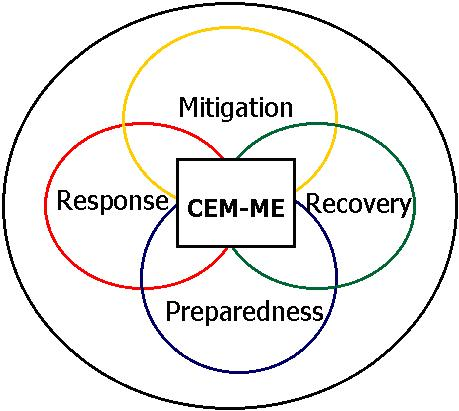 Mitigation
Response
CEM-ME
Recovery
Preparedness